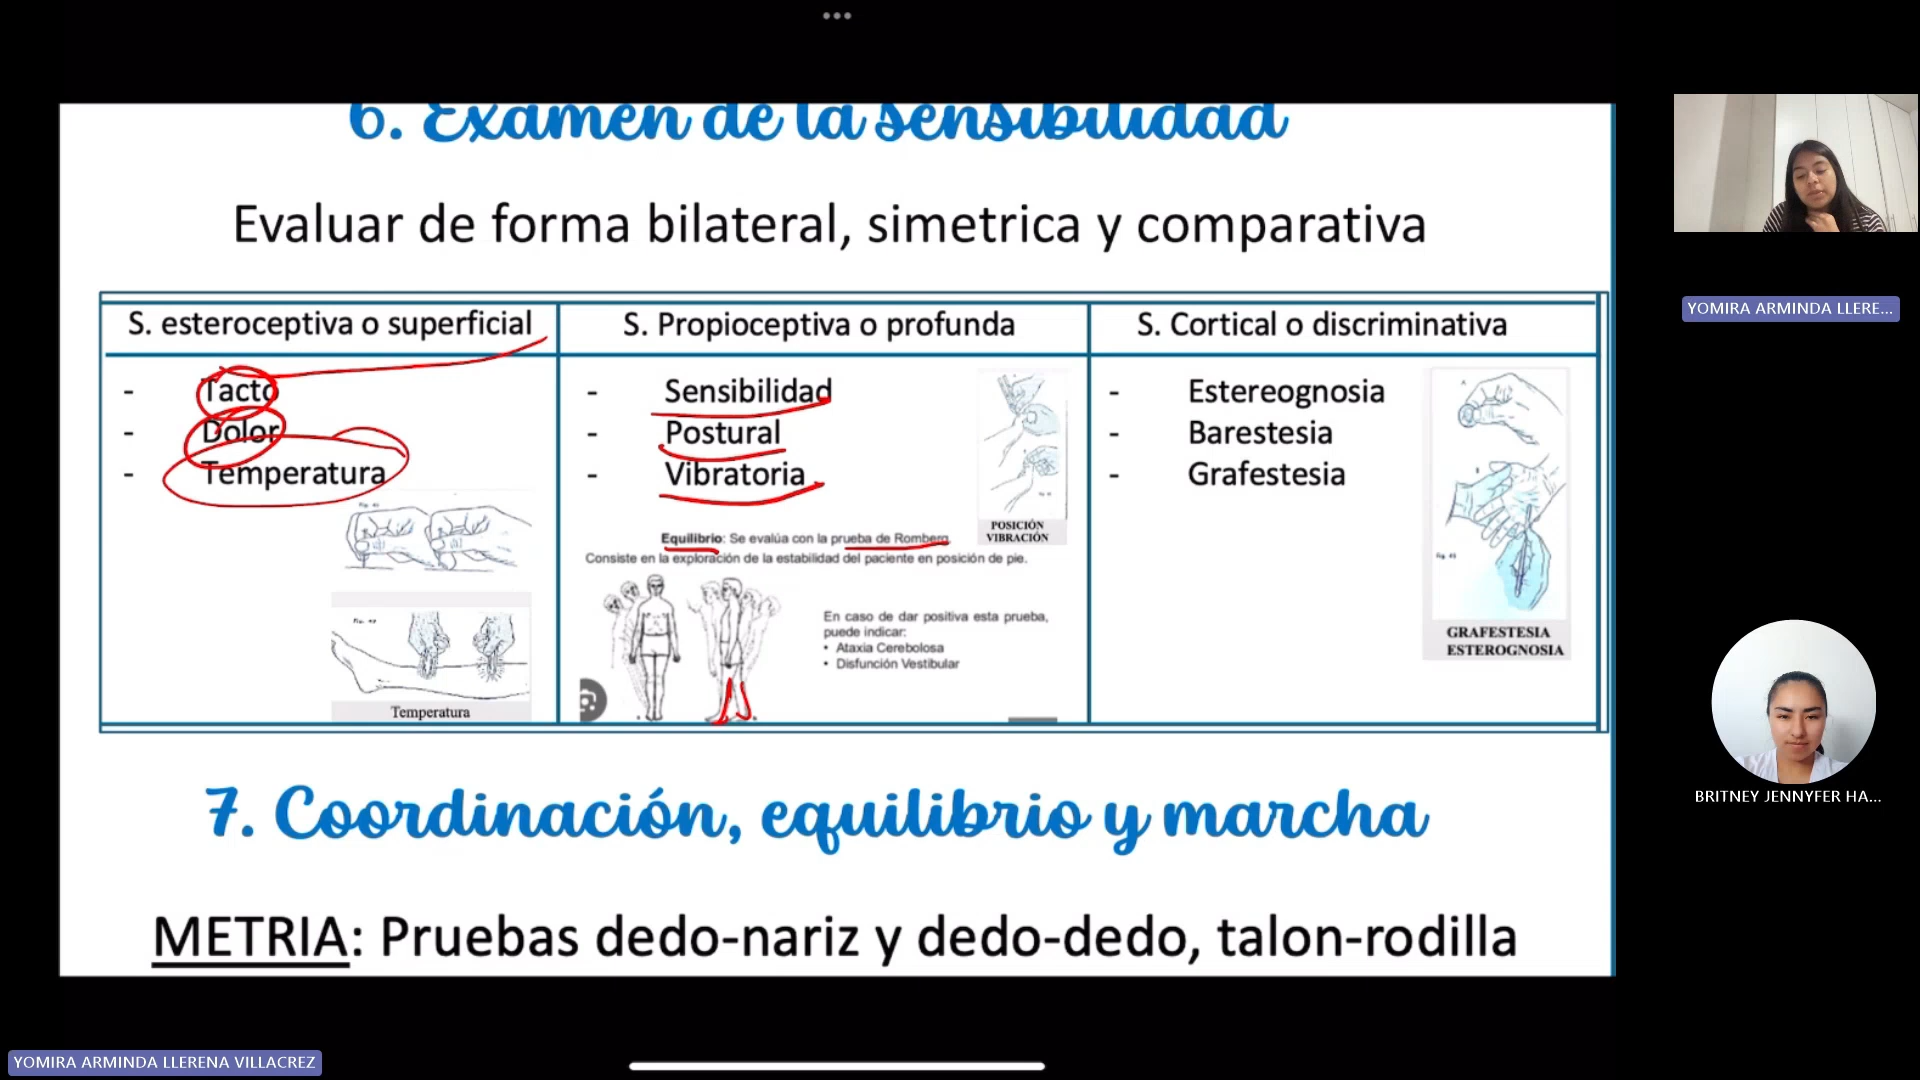 6. Examen de la sensibilidad
Evaluar de forma bilateral, simetrica y comparativa
S. esteroceptiva o superficial
- Tacto
- Dolor
- Temperatura
Temperatura
S. Propioceptiva o profunda
- Sensibilidad
- Postural
- Vibratoria
POSICIÓN
VIBRACIÓN
Equilibrio: Se evalúa con la prueba de Romberg
Consiste en la exploración de la estabilidad del paciente en posición de pie.
En caso de dar positiva esta prueba,
puede indicar:
• Ataxia Cerebolosa
• Disfunción Vestibular
S. Cortical o discriminativa
- Estereognosia
- Barestesia
- Grafestesia
GRAFESTESIA
ESTEROGNOSIA
7. Coordinación, equilibrio y marcha
METRIA: Pruebas dedo-nariz y dedo-dedo, talon-rodilla
YOMIRA ARMINDA LLERE...
BRITNEY JENNYFER HA...
YOMIRA ARMINDA LLERENA VILLACREZ